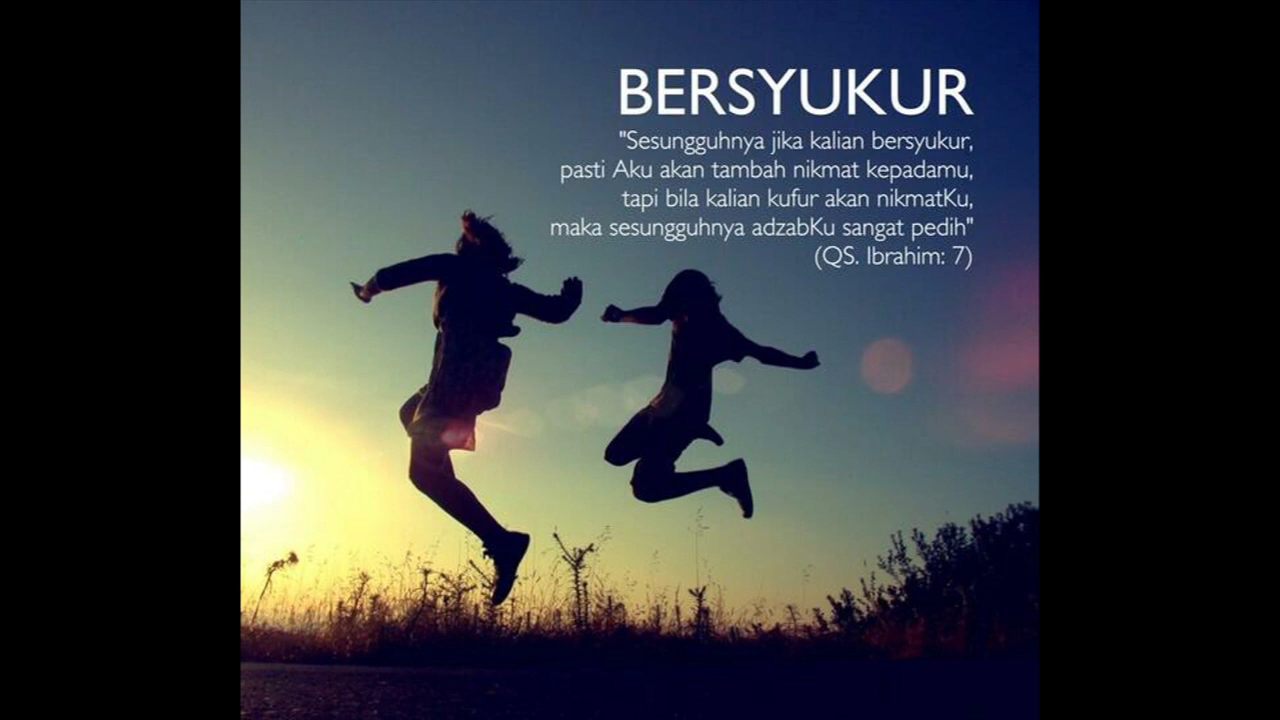 BERSYUKUR
"Sesungguhnya jika kalian bersyukur,
pasti Aku akan tambah nikmat kepadamu,
tapi bila kalian kufur akan nikmatKu,
maka sesungguhnya adzabKu sangat pedih"
(QS. Ibrahim: 7)